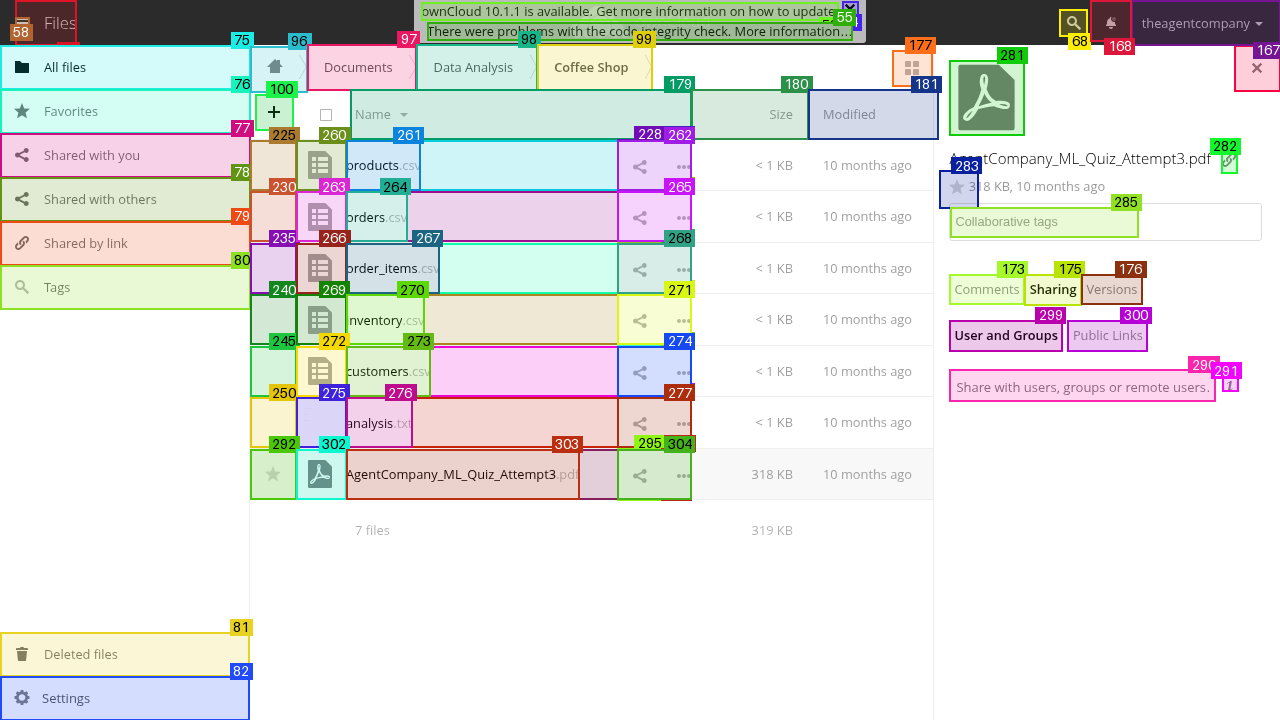 Files
ownCloud 10.1.1 is available. Get more information on how to update
There were problems with the code integrity check. More information…
theagentcompany
58
55
68
168
167
75
All files
76
Favorites
77
Shared with you
78
Shared with others
79
Shared by link
80
Tags
81
Deleted files
82
Settings
96
97
Documents
98
Data Analysis
99
Coffee Shop
177
100
179
Name
180
Size
181
Modified
225
260
261
228
262
products.csv
< 1 KB
10 months ago
230
263
264
265
orders.csv
< 1 KB
10 months ago
235
266
267
268
order_items.csv
< 1 KB
10 months ago
240
269
270
271
inventory.csv
< 1 KB
10 months ago
245
272
273
274
customers.csv
< 1 KB
10 months ago
250
275
276
277
analysis.txt
< 1 KB
10 months ago
292
302
303
295
304
AgentCompany_ML_Quiz_Attempt3.pdf
318 KB
10 months ago
7 files
319 KB
281
AgentCompany_ML_Quiz_Attempt3.pdf
282
283
318 KB, 10 months ago
285
Collaborative tags
173
Comments
175
Sharing
176
Versions
299
User and Groups
300
Public Links
290
291
Share with users, groups or remote users.